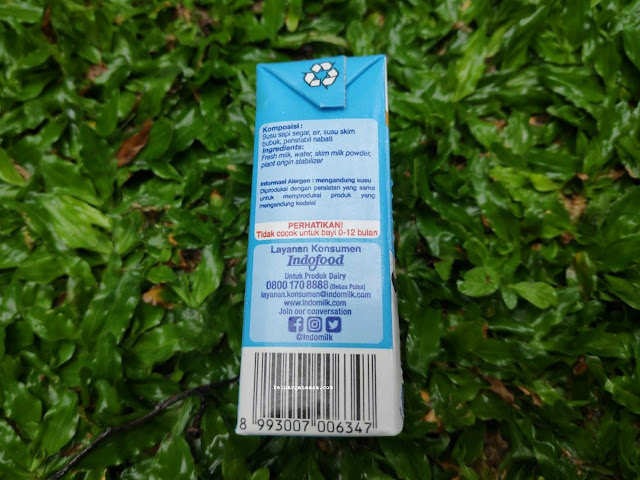 Komposisi :
Susu sapi segar, air, susu skim
bubuk, penstabil nabati
Ingredients:
Fresh milk, water, skim milk powder,
plant origin stabilizer
Informasi Alergen : mengandung susu
Diproduksi dengan peralatan yang sama
untuk memproduksi produk yang
mengandung kedelai
PERHATIKAN!
Tidak cocok untuk bayi 0-12 bulan
Layanan Konsumen
Indofood
Untuk Produk Dairy
0800 170 8888 (Bebas Pulsa)
layanan.konsumen@indomilk.com
www.indomilk.com
Join our conversation
@indomilk
keluargahamsa.com
8 993007 006347